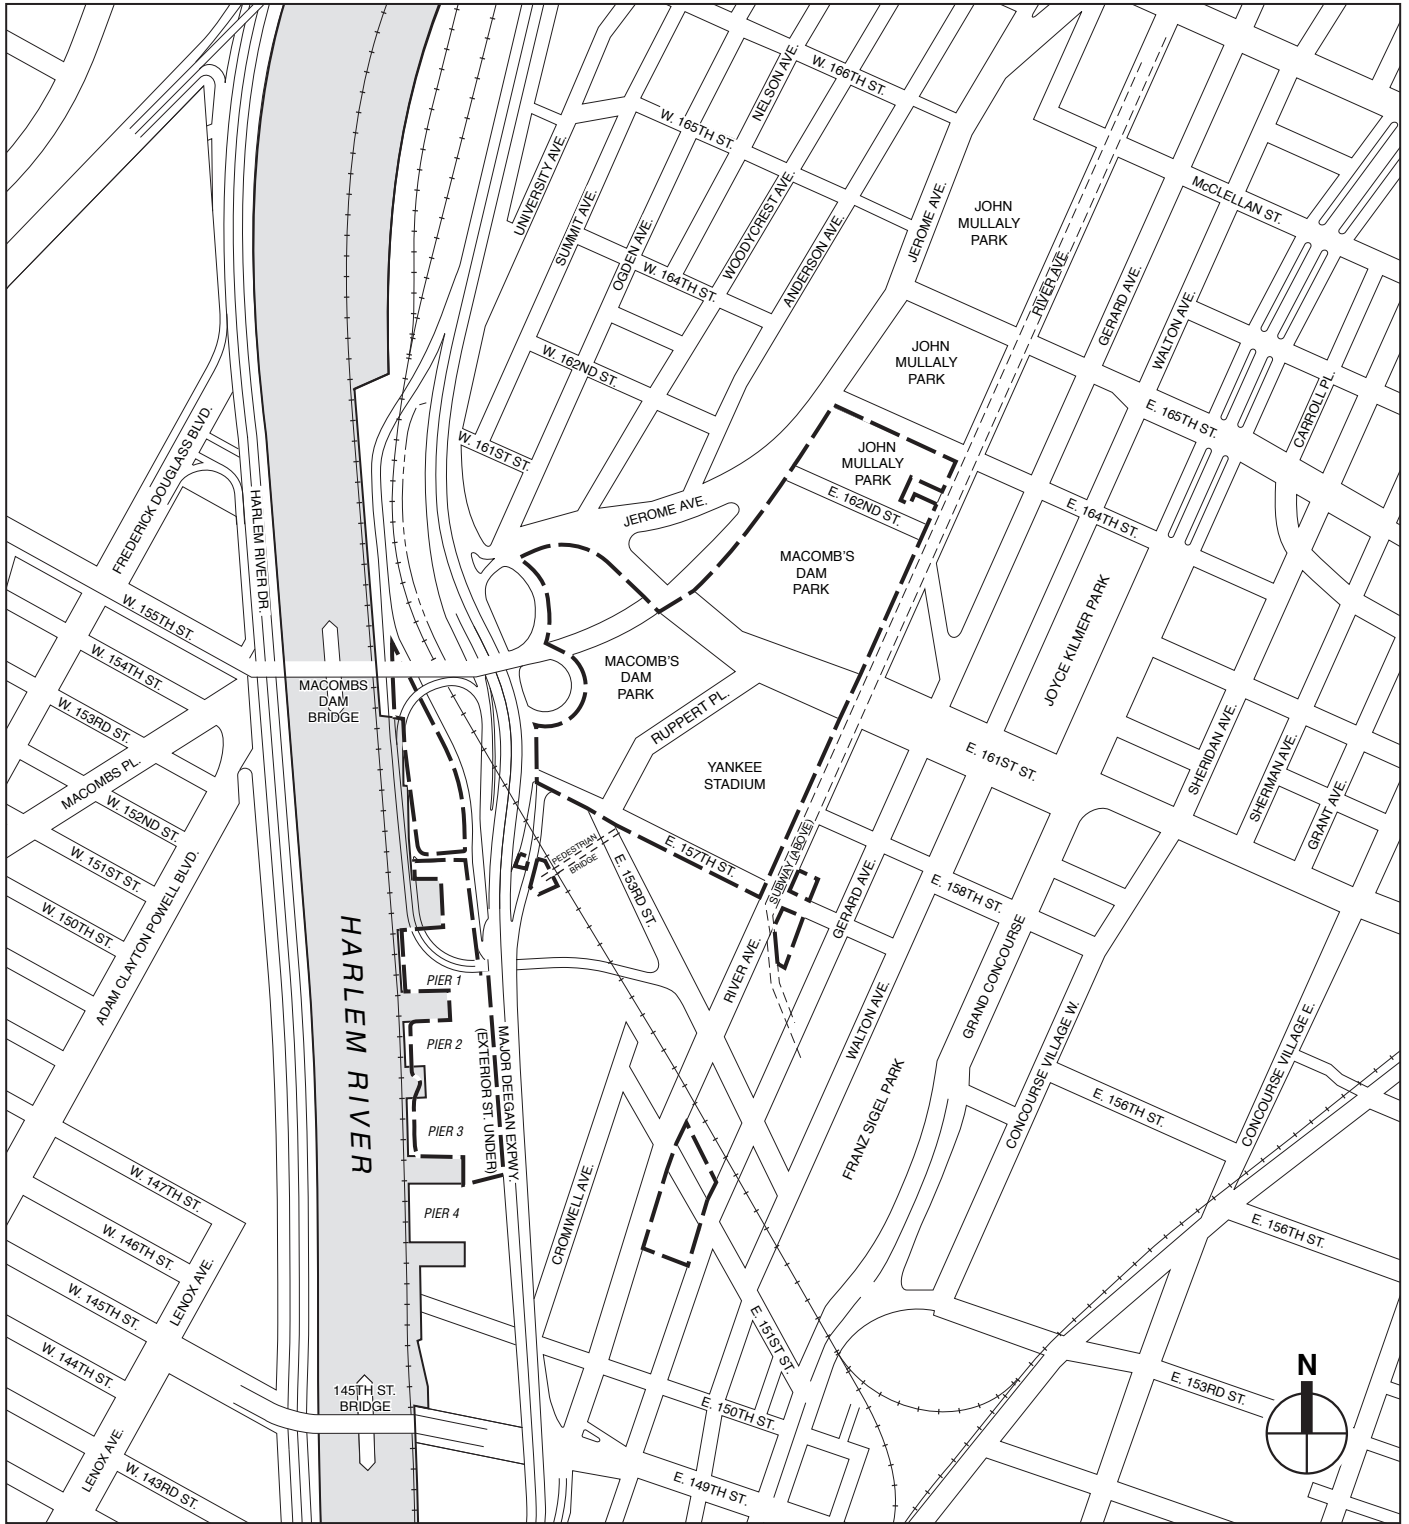 W. 166TH ST.
NELSON AVE.
W. 165TH ST.
UNIVERSITY AVE.
SUMMIT AVE.
OGDEN AVE.
WOODYCREST AVE.
ANDERSON AVE.
JEROME AVE.
JOHN
MULLALY
PARK
McCLELLAN ST.
RIVER AVE.
GERARD AVE.
WALTON AVE.
W. 164TH ST.
W. 162ND ST.
JOHN
MULLALY
PARK
CARROLL PL.
E. 165TH ST.
FREDERICK DOUGLASS BLVD.
HARLEM RIVER DR.
W. 161ST ST.
JOHN
MULLALY
PARK
E. 162ND ST.
JEROME AVE.
E. 164TH ST.
MACOMB'S
DAM
PARK
JOYCE KILMER PARK
W. 155TH ST.
W. 154TH ST.
W. 153RD ST.
MACOMBS PL.
W. 152ND ST.
W. 151ST ST.
W. 150TH ST.
MACOMBS
DAM
BRIDGE
MACOMB'S
DAM
PARK
RUPPERT PL.
YANKEE
STADIUM
E. 161ST ST.
SHERIDAN AVE.
SHERMAN AVE.
GRANT AVE.
PEDESTRIAN
BRIDGE
E. 153RD ST.
E. 157TH ST.
SUBWAY (ABOVE)
GERARD AVE.
E. 158TH ST.
ADAM CLAYTON POWELL BLVD.
HARLEM RIVER
PIER 1
PIER 2
PIER 3
PIER 4
MAJOR DEEGAN EXPWY.
(EXTERIOR ST. UNDER)
RIVER AVE.
WALTON AVE.
GRAND CONCOURSE
CONCOURSE VILLAGE W.
CONCOURSE VILLAGE E.
FRANZ SIGEL PARK
E. 156TH ST.
CROMWELL AVE.
W. 147TH ST.
W. 146TH ST.
W. 145TH ST.
W. 144TH ST.
LENOX AVE.
E. 156TH ST.
E. 151ST ST.
145TH ST.
BRIDGE
E. 150TH ST.
E. 153RD ST.
N
LENOX AVE.
W. 143RD ST.
E. 149TH ST.